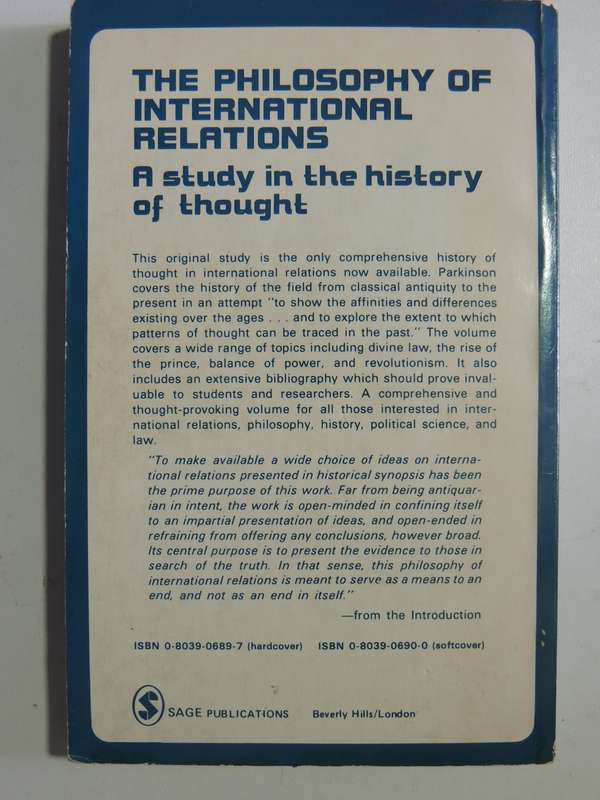 THE PHILOSOPHY OF
INTERNATIONAL
RELATIONS
A study in the history
of thought
This original study is the only comprehensive history of
thought in international relations now available. Parkinson
covers the history of the field from classical antiquity to the
present in an attempt "to show the affinities and differences
existing over the ages . . . and to explore the extent to which
patterns of thought can be traced in the past." The volume
covers a wide range of topics including divine law, the rise of
the prince, balance of power, and revolutionism. It also
includes an extensive bibliography which should prove inval-
uable to students and researchers. A comprehensive and
thought-provoking volume for all those interested in inter-
national relations, philosophy, history, political science, and
law.
"To make available a wide choice of ideas on interna-
tional relations presented in historical synopsis has been
the prime purpose of this work. Far from being antiquar-
ian in intent, the work is open-minded in confining itself
to an impartial presentation of ideas, and open-ended in
refraining from offering any conclusions, however broad.
Its central purpose is to present the evidence to those in
search of the truth. In that sense, this philosophy of
international relations is meant to serve as a means to an
end, and not as an end in itself."
—from the Introduction
ISBN 0-8039-0689-7 (hardcover) ISBN 0-8039-0690-0 (softcover)
S SAGE PUBLICATIONS Beverly Hills/London